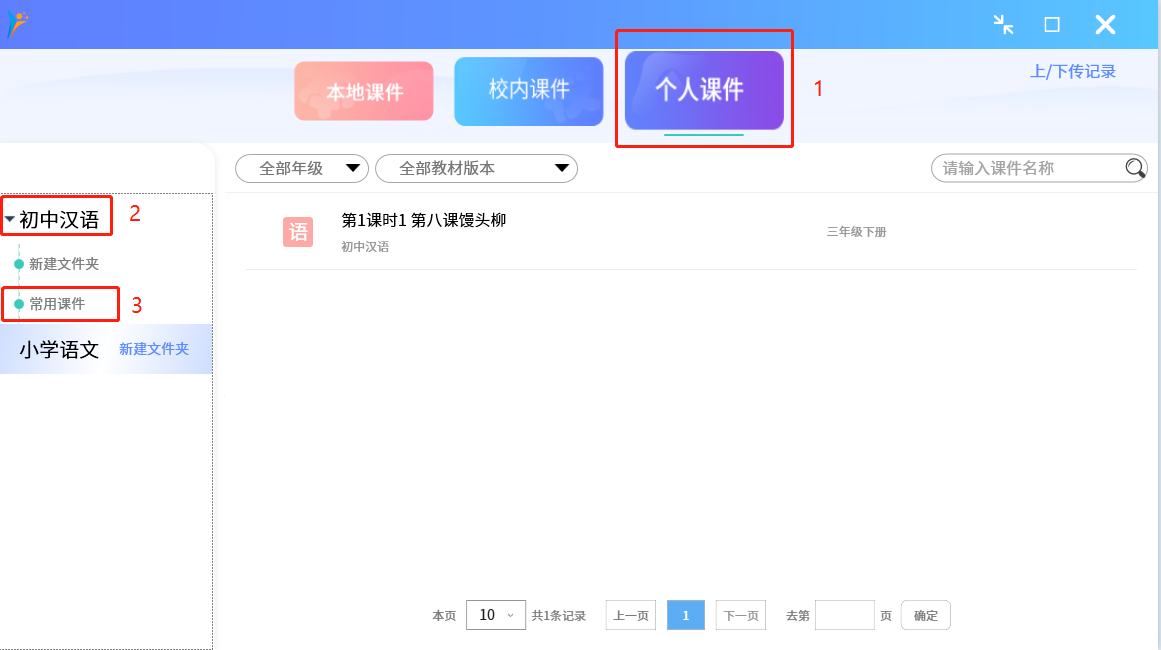 本地课件
校内课件
个人课件
1
上/下传记录
全部年级
全部教材版本
请输入课件名称
初中汉语
2
新建文件夹
常用课件
3
小学语文 新建文件夹
语
第1课时1 第八课馒头柳
初中汉语
三年级下册
本页 10 共1条记录 上一页 1 下一页 去第 页 确定